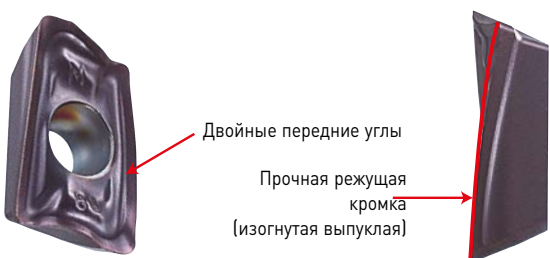 Двойные передние углы
Прочная режущая
кромка
(изогнутая выпуклая)